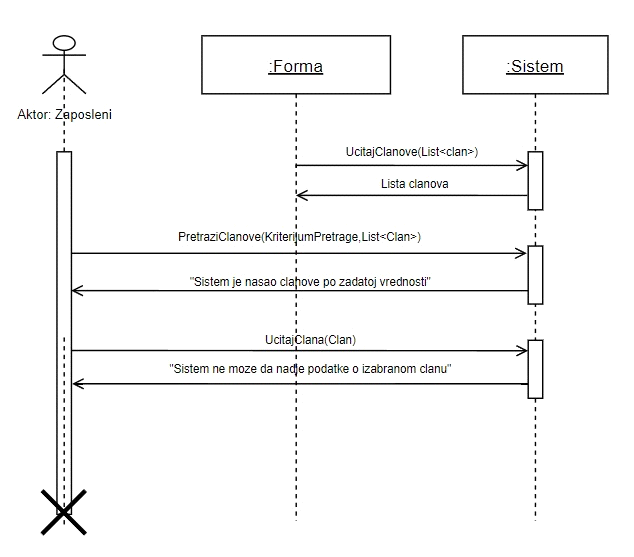 :Forma
:Sistem
Aktor: Zaposleni
UcitajClanove(List<clan>)
Lista clanova
PretraziClanove(KriterijumPretrage,List<Clan>)
"Sistem je nasao clanove po zadatoj vrednosti"
UcitajClana(Clan)
"Sistem ne moze da nadje podatke o izabranom clanu"